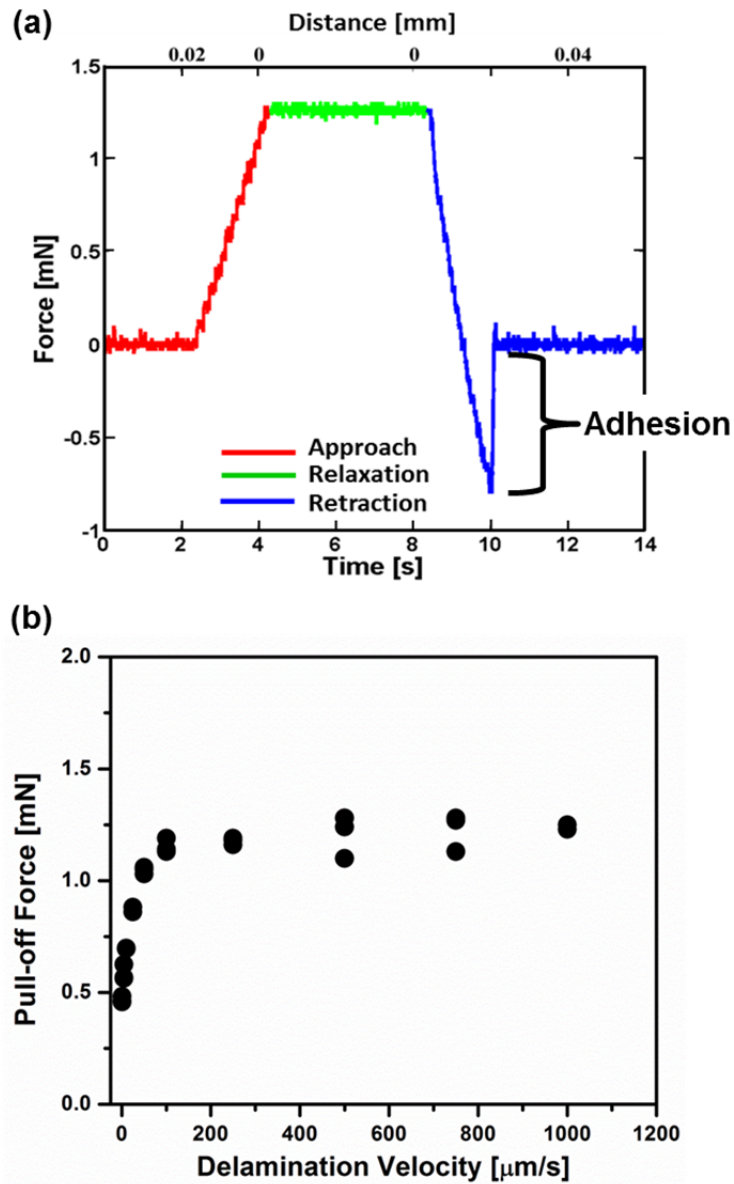 (a)
Distance [mm]
0.02 0 0 0.04
1.5
1
0.5
0
-0.5
-1
Force [mN]
Adhesion
Approach
Relaxation
Retraction
0 2 4 6 8 10 12 14
Time [s]
(b)
2.0
1.5
1.0
0.5
0.0
Pull-off Force [mN]
0 200 400 600 800 1000 1200
Delamination Velocity [μm/s]